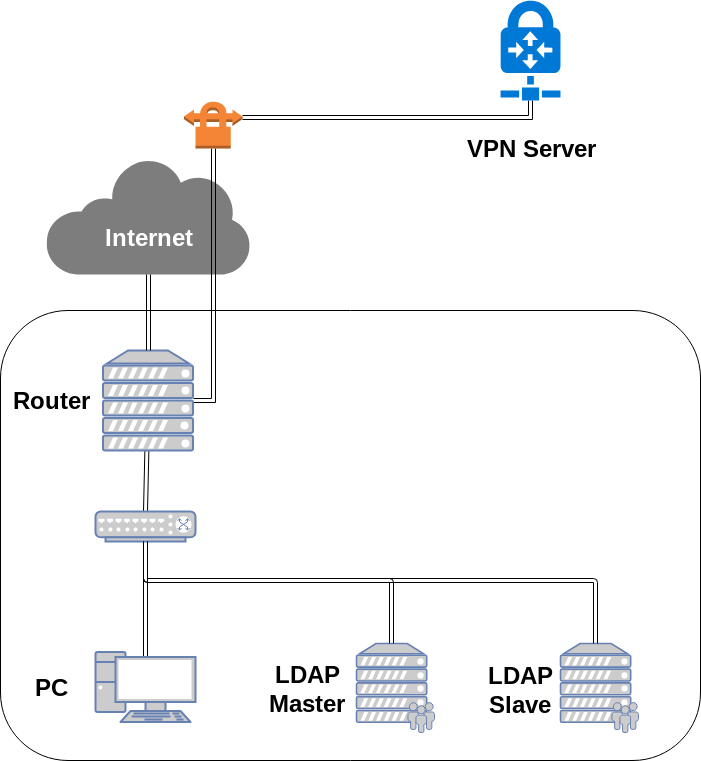 VPN Server
Internet
Router
PC
LDAP
Master
LDAP
Slave